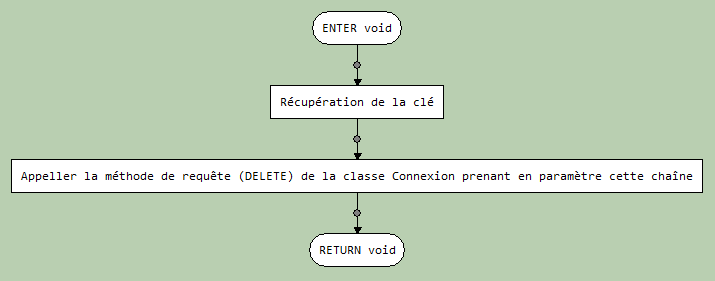 ENTER void
Récupération de la clé
Appeller la méthode de requête (DELETE) de la classe Connexion prenant en paramètre cette chaîne
RETURN void